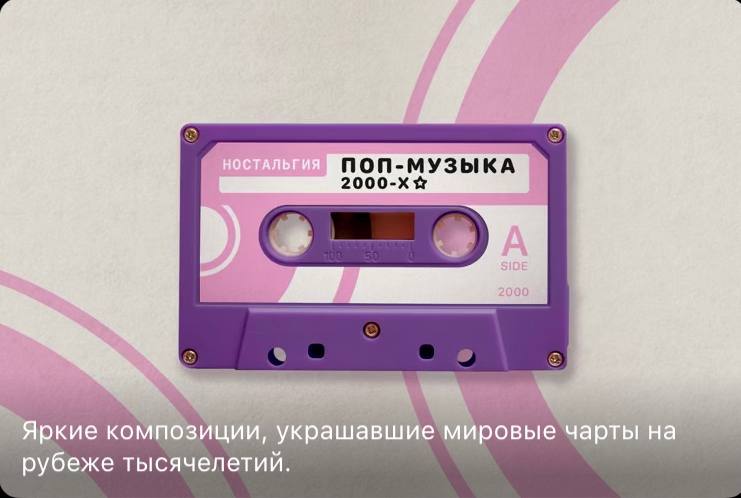 НОСТАЛЬГИЯ
ПОП-МУЗЫКА
2000-Х☆
100 50 0
A
SIDE
2000
Яркие композиции, украшавшие мировые чарты на
рубеже тысячелетий.